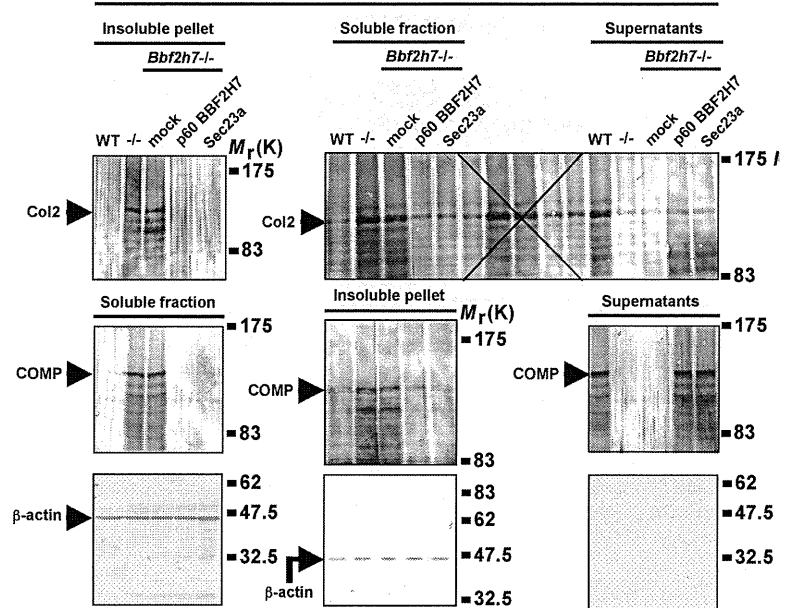 Insoluble pellet Soluble fraction Supernatants
Bbf2h7-/- Bbf2h7-/- Bbf2h7-/-
WT -/- mock p60 BBF2H7 Sec23a Mr(K) WT -/- mock p60 BBF2H7 Sec23a WT -/- mock p60 BBF2H7 Sec23a
175 175 /
Col2 Col2
83 83
Soluble fraction Insoluble pellet Supernatants
175 Mr(K) 175 175
COMP COMP COMP
83 83 83
62 83 62
β-actin 47.5 62 47.5
32.5 47.5 32.5
β-actin 32.5